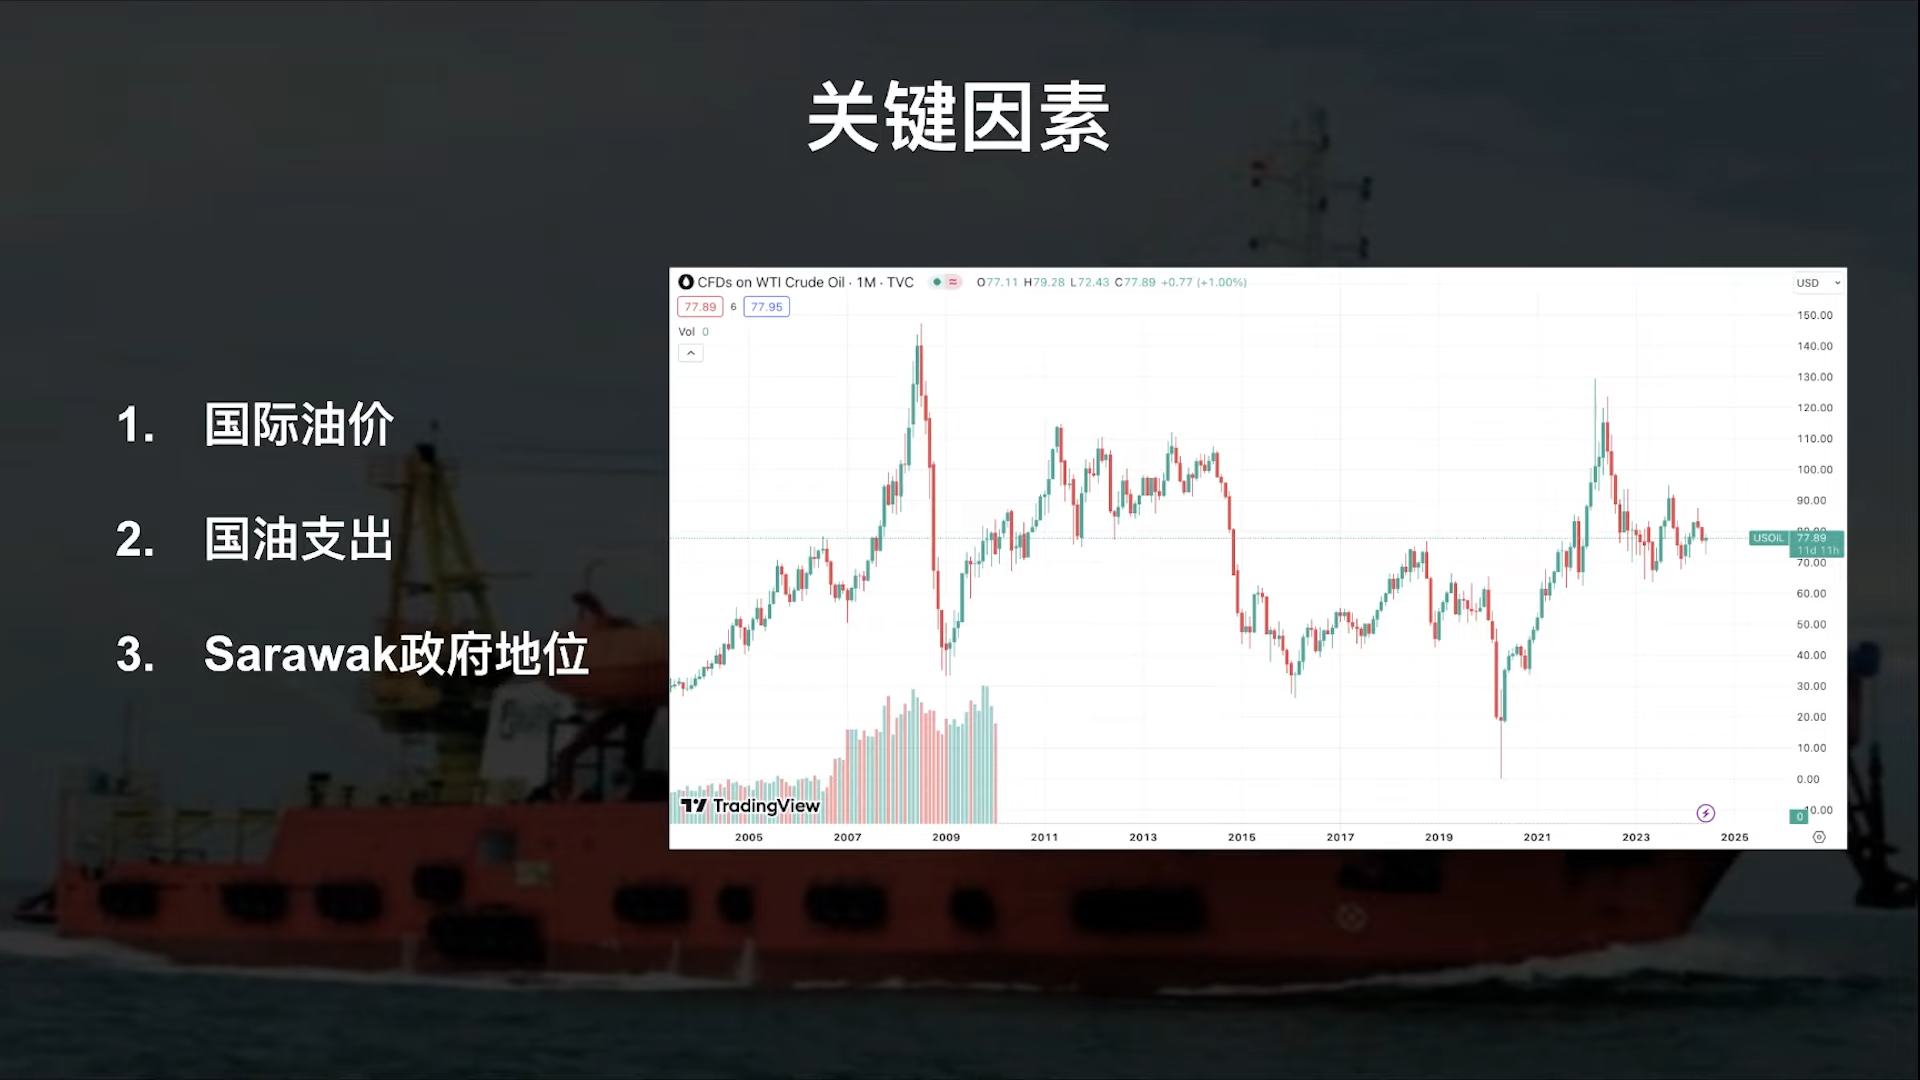 关键因素
1. 国际油价
2. 国油支出
3. Sarawak政府地位
CFDs on WTI Crude Oil · 1M · TVC O77.11 H79.28 L72.43 C77.89 +0.77 (+1.00%)
USD
77.89 6 77.95
Vol 0
150.00
140.00
130.00
120.00
110.00
100.00
90.00
80.00
USOIL 77.89
11d 11h
70.00
60.00
50.00
40.00
30.00
20.00
10.00
0.00
0
TradingView
2005 2007 2009 2011 2013 2015 2017 2019 2021 2023 2025